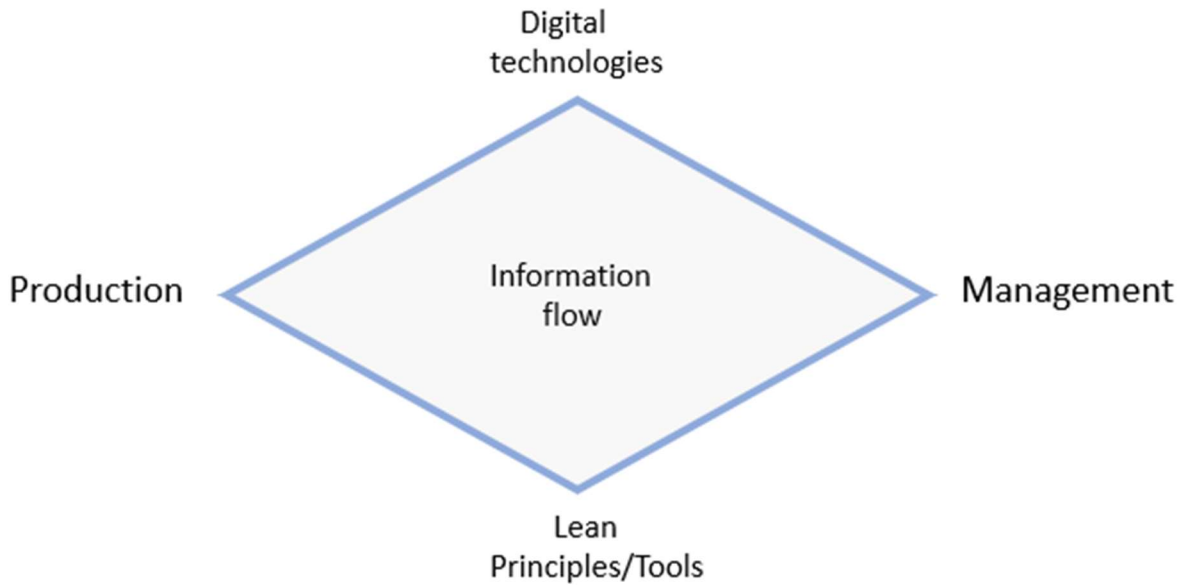 Digital
technologies
Production
Information
flow
Management
Lean
Principles/Tools